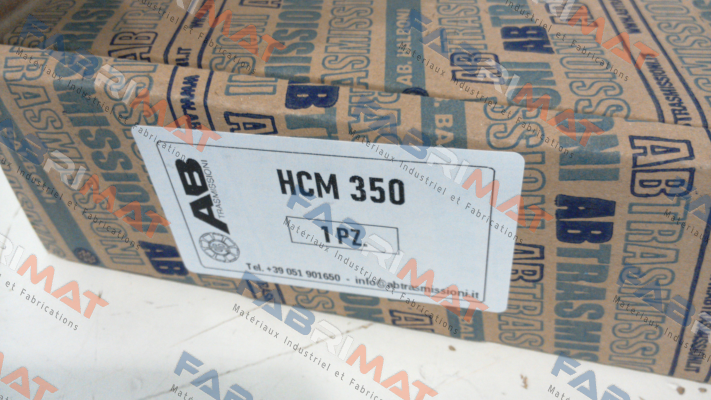 AB
TRASMISSIONI
HCM 350
1 PZ.
Tel. +39 051 901650 - info@abtrasmissioni.it
AB TRASMISSIONI
FABRIMAT
Matériaux Industriel et Fabrications